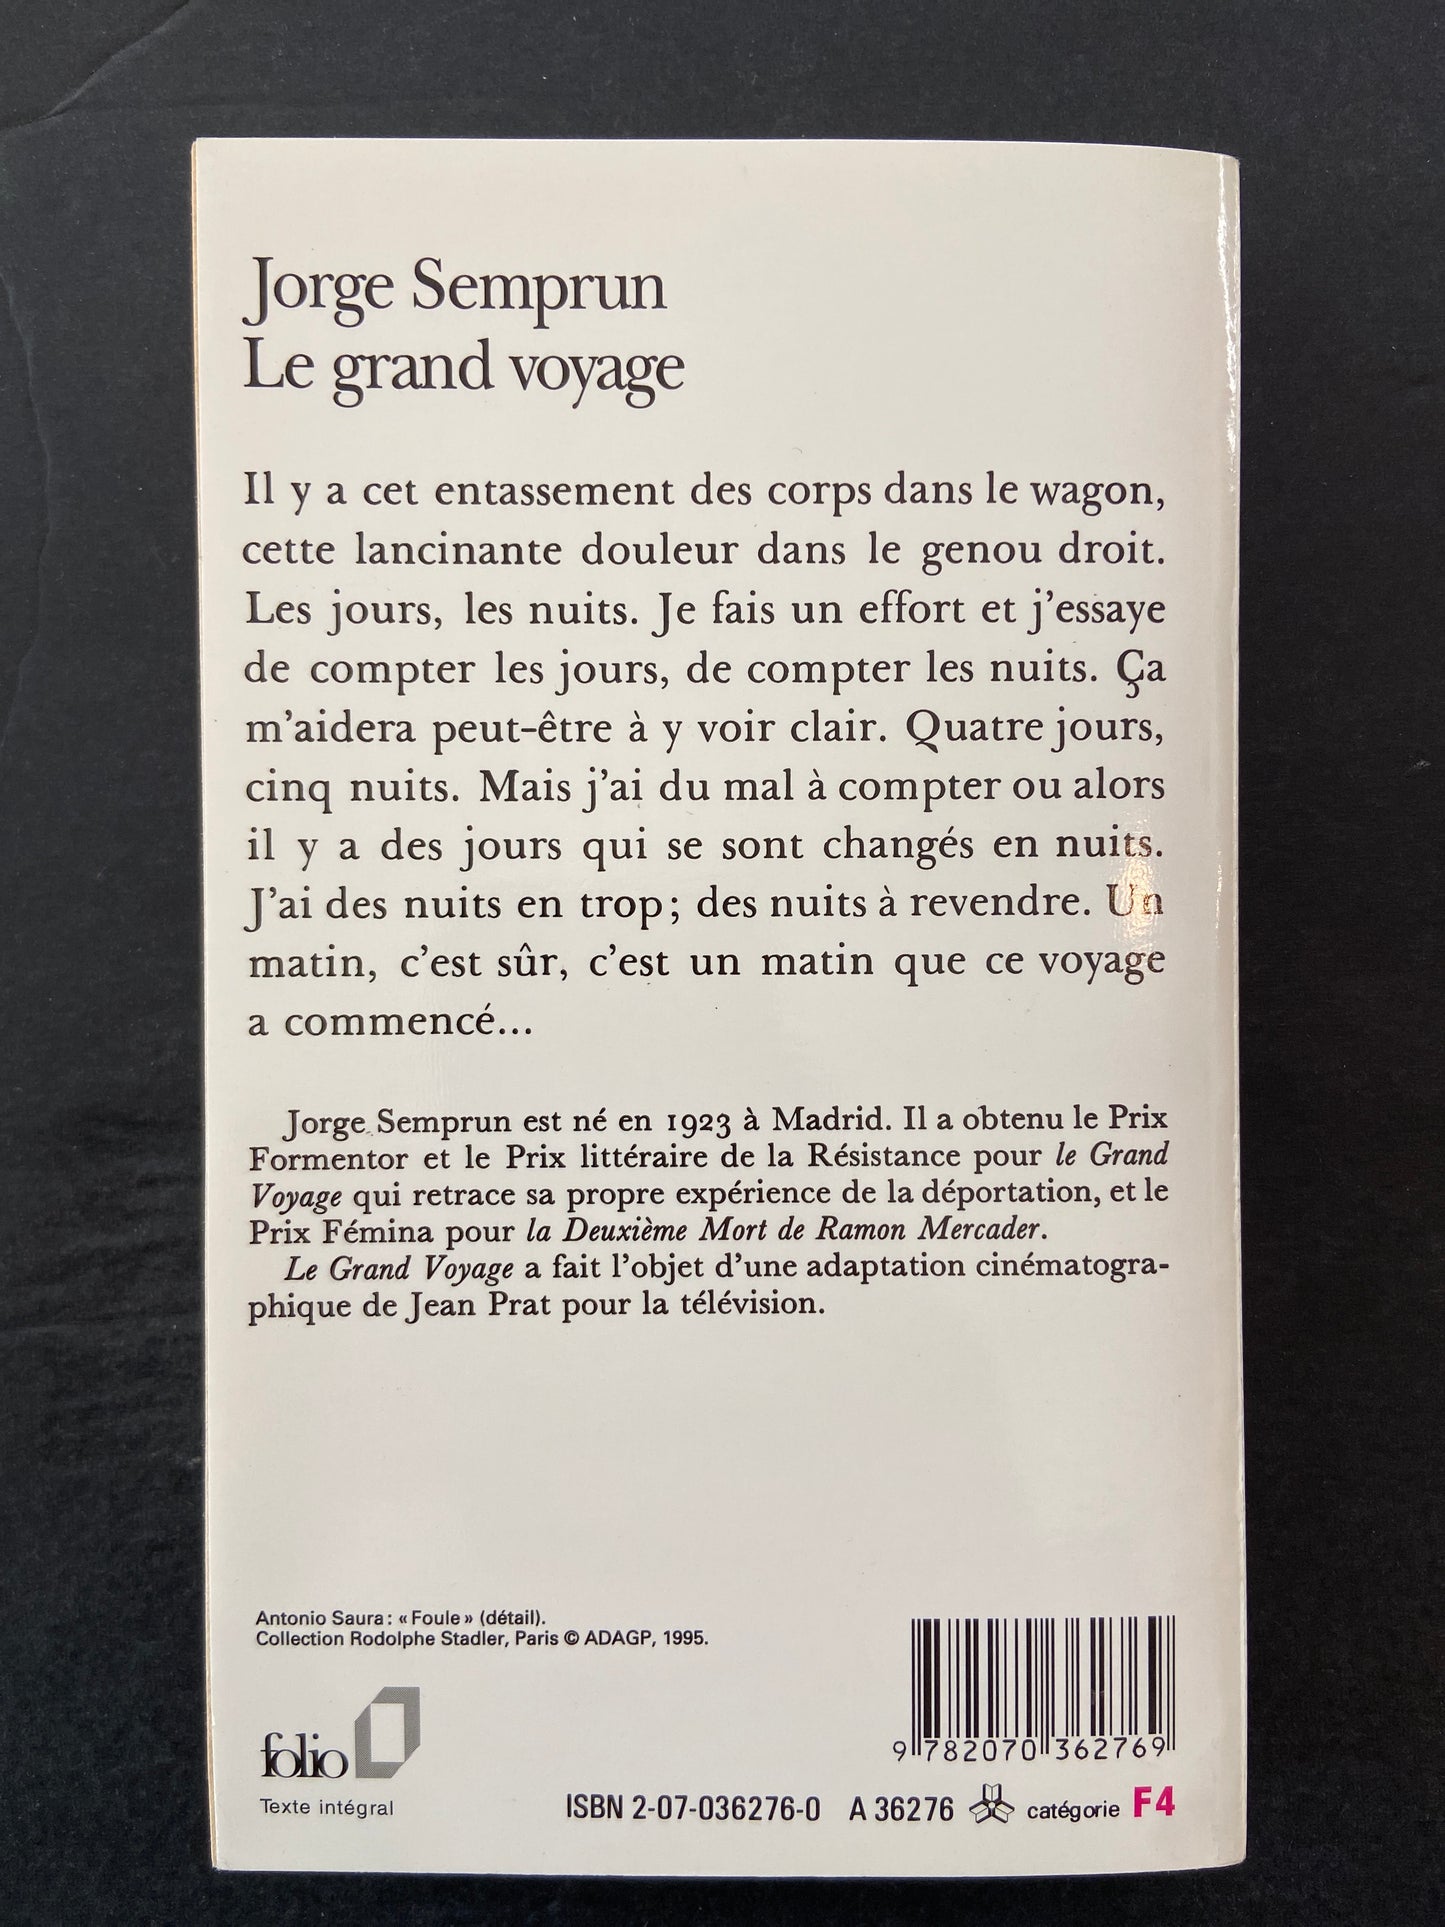 Jorge Semprun
Le grand voyage
Il y a cet entassement des corps dans le wagon,
cette lancinante douleur dans le genou droit.
Les jours, les nuits. Je fais un effort et j'essaye
de compter les jours, de compter les nuits. Ça
m'aidera peut-être à y voir clair. Quatre jours,
cinq nuits. Mais j'ai du mal à compter ou alors
il y a des jours qui se sont changés en nuits.
J'ai des nuits en trop ; des nuits à revendre. Un
matin, c'est sûr, c'est un matin que ce voyage
a commencé...
Jorge Semprun est né en 1923 à Madrid. Il a obtenu le Prix
Formentor et le Prix littéraire de la Résistance pour le Grand
Voyage qui retrace sa propre expérience de la déportation, et le
Prix Fémina pour la Deuxième Mort de Ramon Mercader.
Le Grand Voyage a fait l'objet d'une adaptation cinématogra-
phique de Jean Prat pour la télévision.
Antonio Saura : « Foule » (détail).
Collection Rodolphe Stadler, Paris © ADAGP, 1995.
folio
Texte intégral
9 782070 362769
ISBN 2-07-036276-0 A 36276 catégorie F4